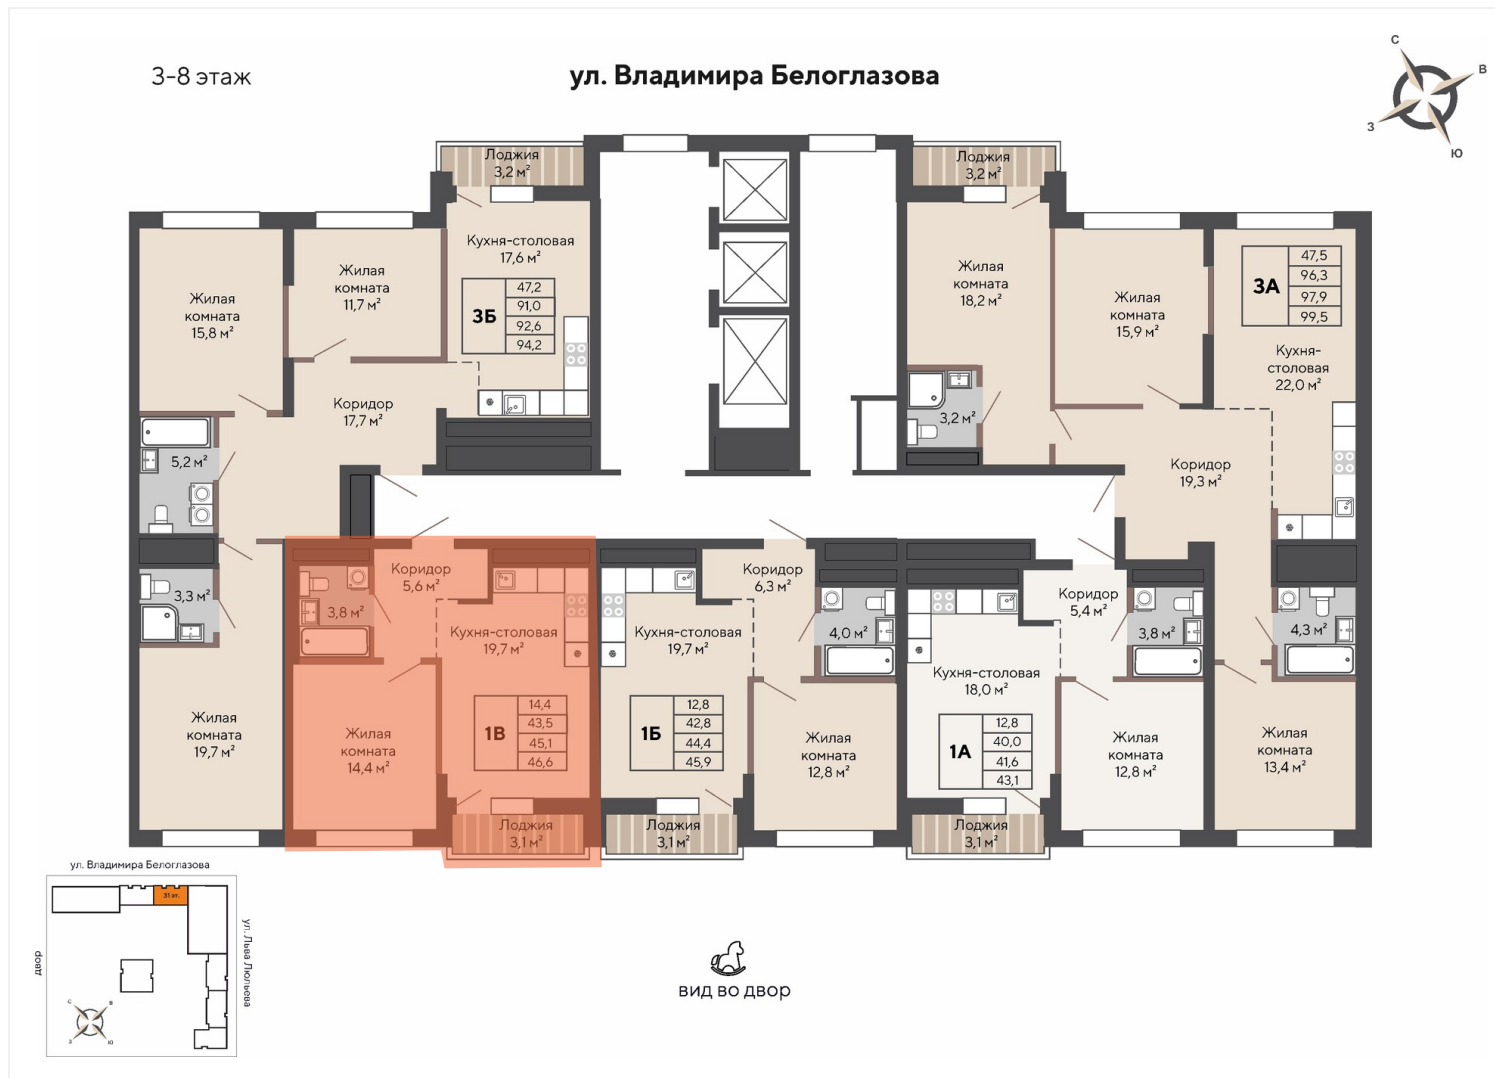 3-8 этаж
ул. Владимира Белоглазова
С
В
З
Ю
Лоджия
3,2 м²
Кухня-столовая
17,6 м²
3Б
47,2
91,0
92,6
94,2
Жилая
комната
11,7 м²
Жилая
комната
15,8 м²
Коридор
17,7 м²
5,2 м²
3,3 м²
Жилая
комната
19,7 м²
Лоджия
3,2 м²
Жилая
комната
18,2 м²
3,2 м²
Жилая
комната
15,9 м²
3А
47,5
96,3
97,9
99,5
Кухня-
столовая
22,0 м²
Коридор
19,3 м²
4,3 м²
Жилая
комната
13,4 м²
Коридор
5,6 м²
3,8 м²
Кухня-столовая
19,7 м²
1В
14,4
43,5
45,1
46,6
Жилая
комната
14,4 м²
Лоджия
3,1 м²
Коридор
6,3 м²
4,0 м²
Кухня-столовая
19,7 м²
1Б
12,8
42,8
44,4
45,9
Жилая
комната
12,8 м²
Лоджия
3,1 м²
Коридор
5,4 м²
3,8 м²
Кухня-столовая
18,0 м²
1А
12,8
40,0
41,6
43,1
Жилая
комната
12,8 м²
Лоджия
3,1 м²
ул. Владимира Белоглазова
31 эт.
двор
ул. Льва Люльева
С
В
З
Ю
вид во двор